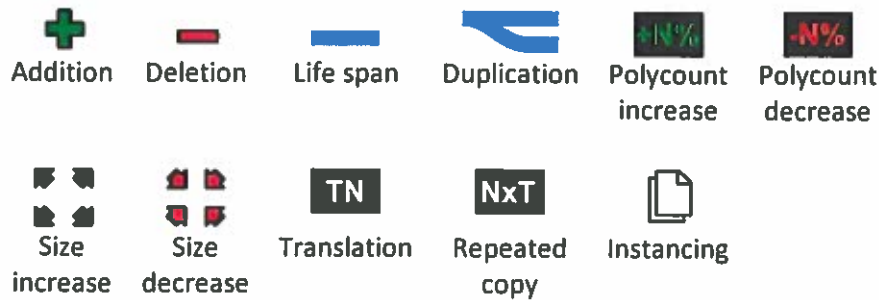 +N%
-N%
Addition
Deletion
Life span
Duplication
Polycount
increase
Polycount
decrease
TN
NxT
Size
increase
Size
decrease
Translation
Repeated
copy
Instancing